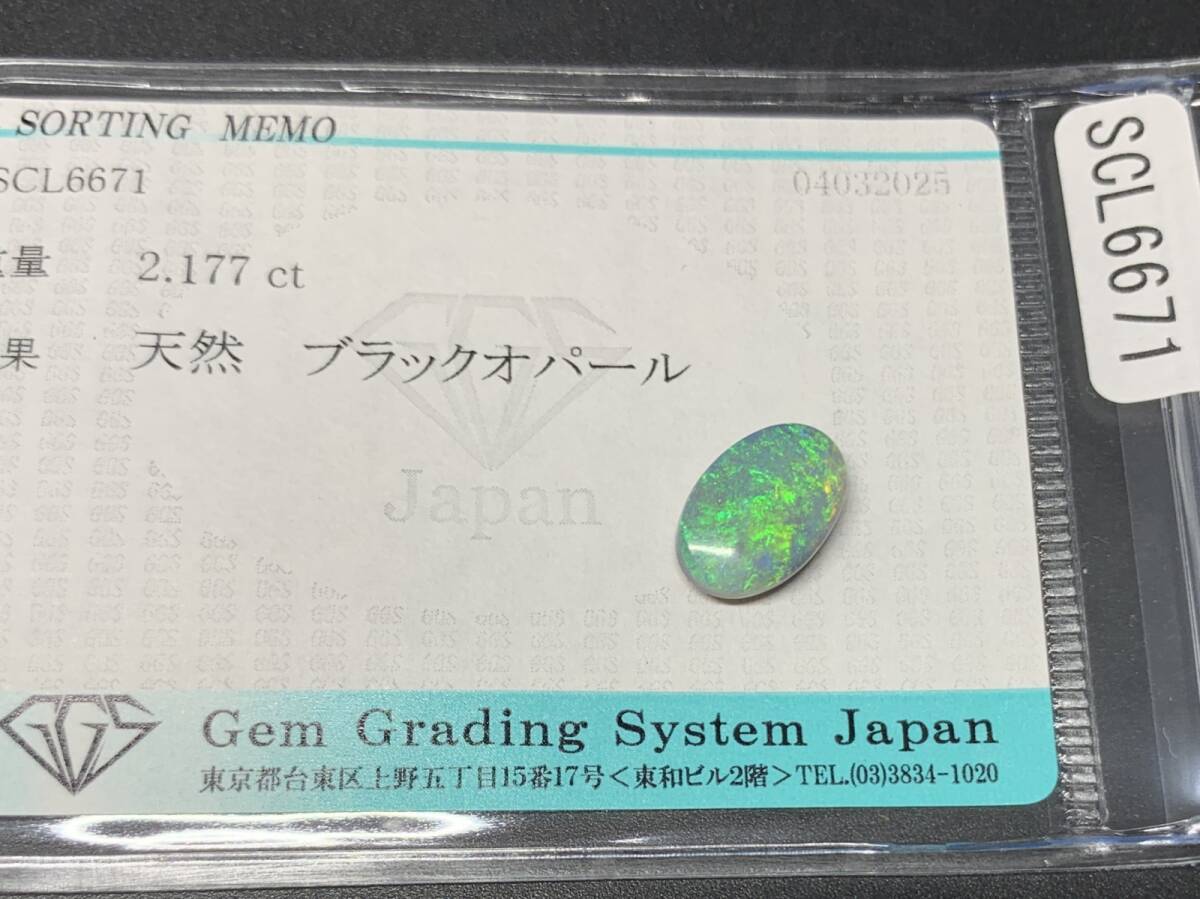 SORTING MEMO
SCL6671 04032025
重量 2.177 ct
果 天然 ブラックオパール
Japan
GGS
Gem Grading System Japan
東京都台東区上野五丁目15番17号<東和ビル2階>TEL.(03)3834-1020
SCL6671